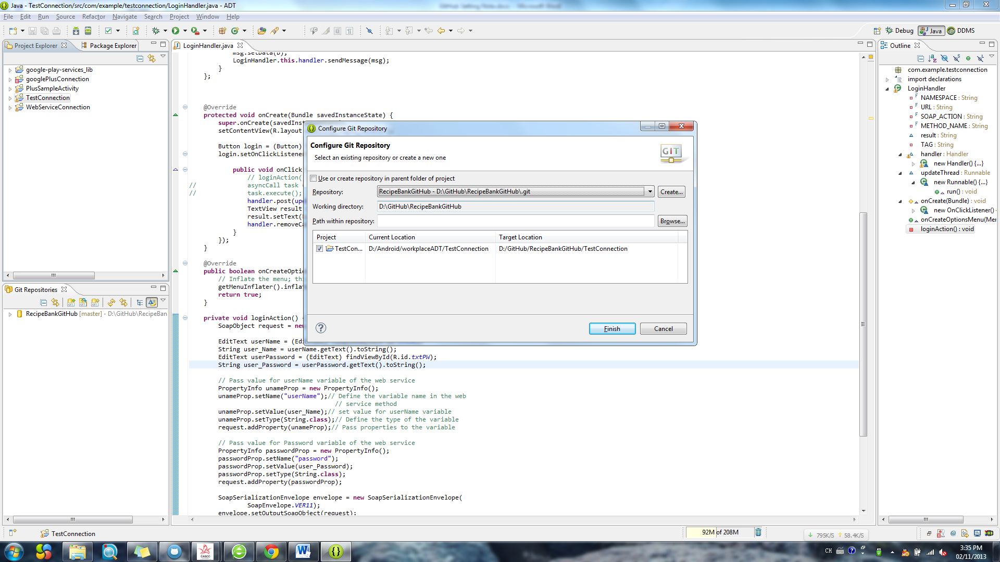 Java - TestConnection/src/com/example/testconnection/LoginHandler.java - ADT
File Edit Run Source Refactor Navigate Search Project Window Help
Debug Java DDMS
Project Explorer Package Explorer
google-play-services_lib
googlePlusConnection
PlusSampleActivity
TestConnection
WebServiceConnection
Git Repositories
RecipeBankGitHub [master] - D:\GitHub\RecipeBan
LoginHandler.java
msg.setData(b);
LoginHandler.this.handler.sendMessage(msg);
}
};
@Override
protected void onCreate(Bundle savedInstanceState) {
super.onCreate(savedInst
setContentView(R.layout
Button login = (Button)
login.setOnClickListene
public void onClick
// loginAction(
// asyncCall task =
// task.execute();
handler.post(up
TextView result
result.setText(
handler.removeCa
}
});
}
@Override
public boolean onCreateOpti
// Inflate the menu; th
getMenuInflater().infla
return true;
}
private void loginAction()
SoapObject request = new
EditText userName = (Ed
String user_Name = userName.getText().toString();
EditText userPassword = (EditText) findViewById(R.id.txtPW);
String user_Password = userPassword.getText().toString();
// Pass value for userName variable of the web service
PropertyInfo unameProp = new PropertyInfo();
unameProp.setName("userName");// Define the variable name in the web
// service method
unameProp.setValue(user_Name);// set value for userName variable
unameProp.setType(String.class);// Define the type of the variable
request.addProperty(unameProp);// Pass properties to the variable
// Pass value for Password variable of the web service
PropertyInfo passwordProp = new PropertyInfo();
passwordProp.setName("password");
passwordProp.setValue(user_Password);
passwordProp.setType(String.class);
request.addProperty(passwordProp);
SoapSerializationEnvelope envelope = new SoapSerializationEnvelope(
SoapEnvelope.VER11);
envelope.setOutputSoapObject(request);
Configure Git Repository
Configure Git Repository
Select an existing repository or create a new one
GIT
Use or create repository in parent folder of project
Repository: RecipeBankGitHub - D:\GitHub\RecipeBankGitHub\.git Create...
Working directory: D:\GitHub\RecipeBankGitHub
Path within repository: Browse...
Project Current Location Target Location
TestCon... D:/Android/workplaceADT/TestConnection D:/GitHub/RecipeBankGitHub/TestConnection
Finish Cancel
Outline
com.example.testconnection
import declarations
LoginHandler
NAMESPACE : String
URL : String
SOAP_ACTION : String
METHOD_NAME : String
result : String
TAG : String
handler : Handler
new Handler() {...}
updateThread : Runnable
new Runnable() {...}
run() : void
onCreate(Bundle) : void
new OnClickListener()
onCreateOptionsMenu(Mer
loginAction() : void
TestConnection
92M of 208M
795K/S 58.4K/S
CASCC
CH
3:35 PM
02/11/2013